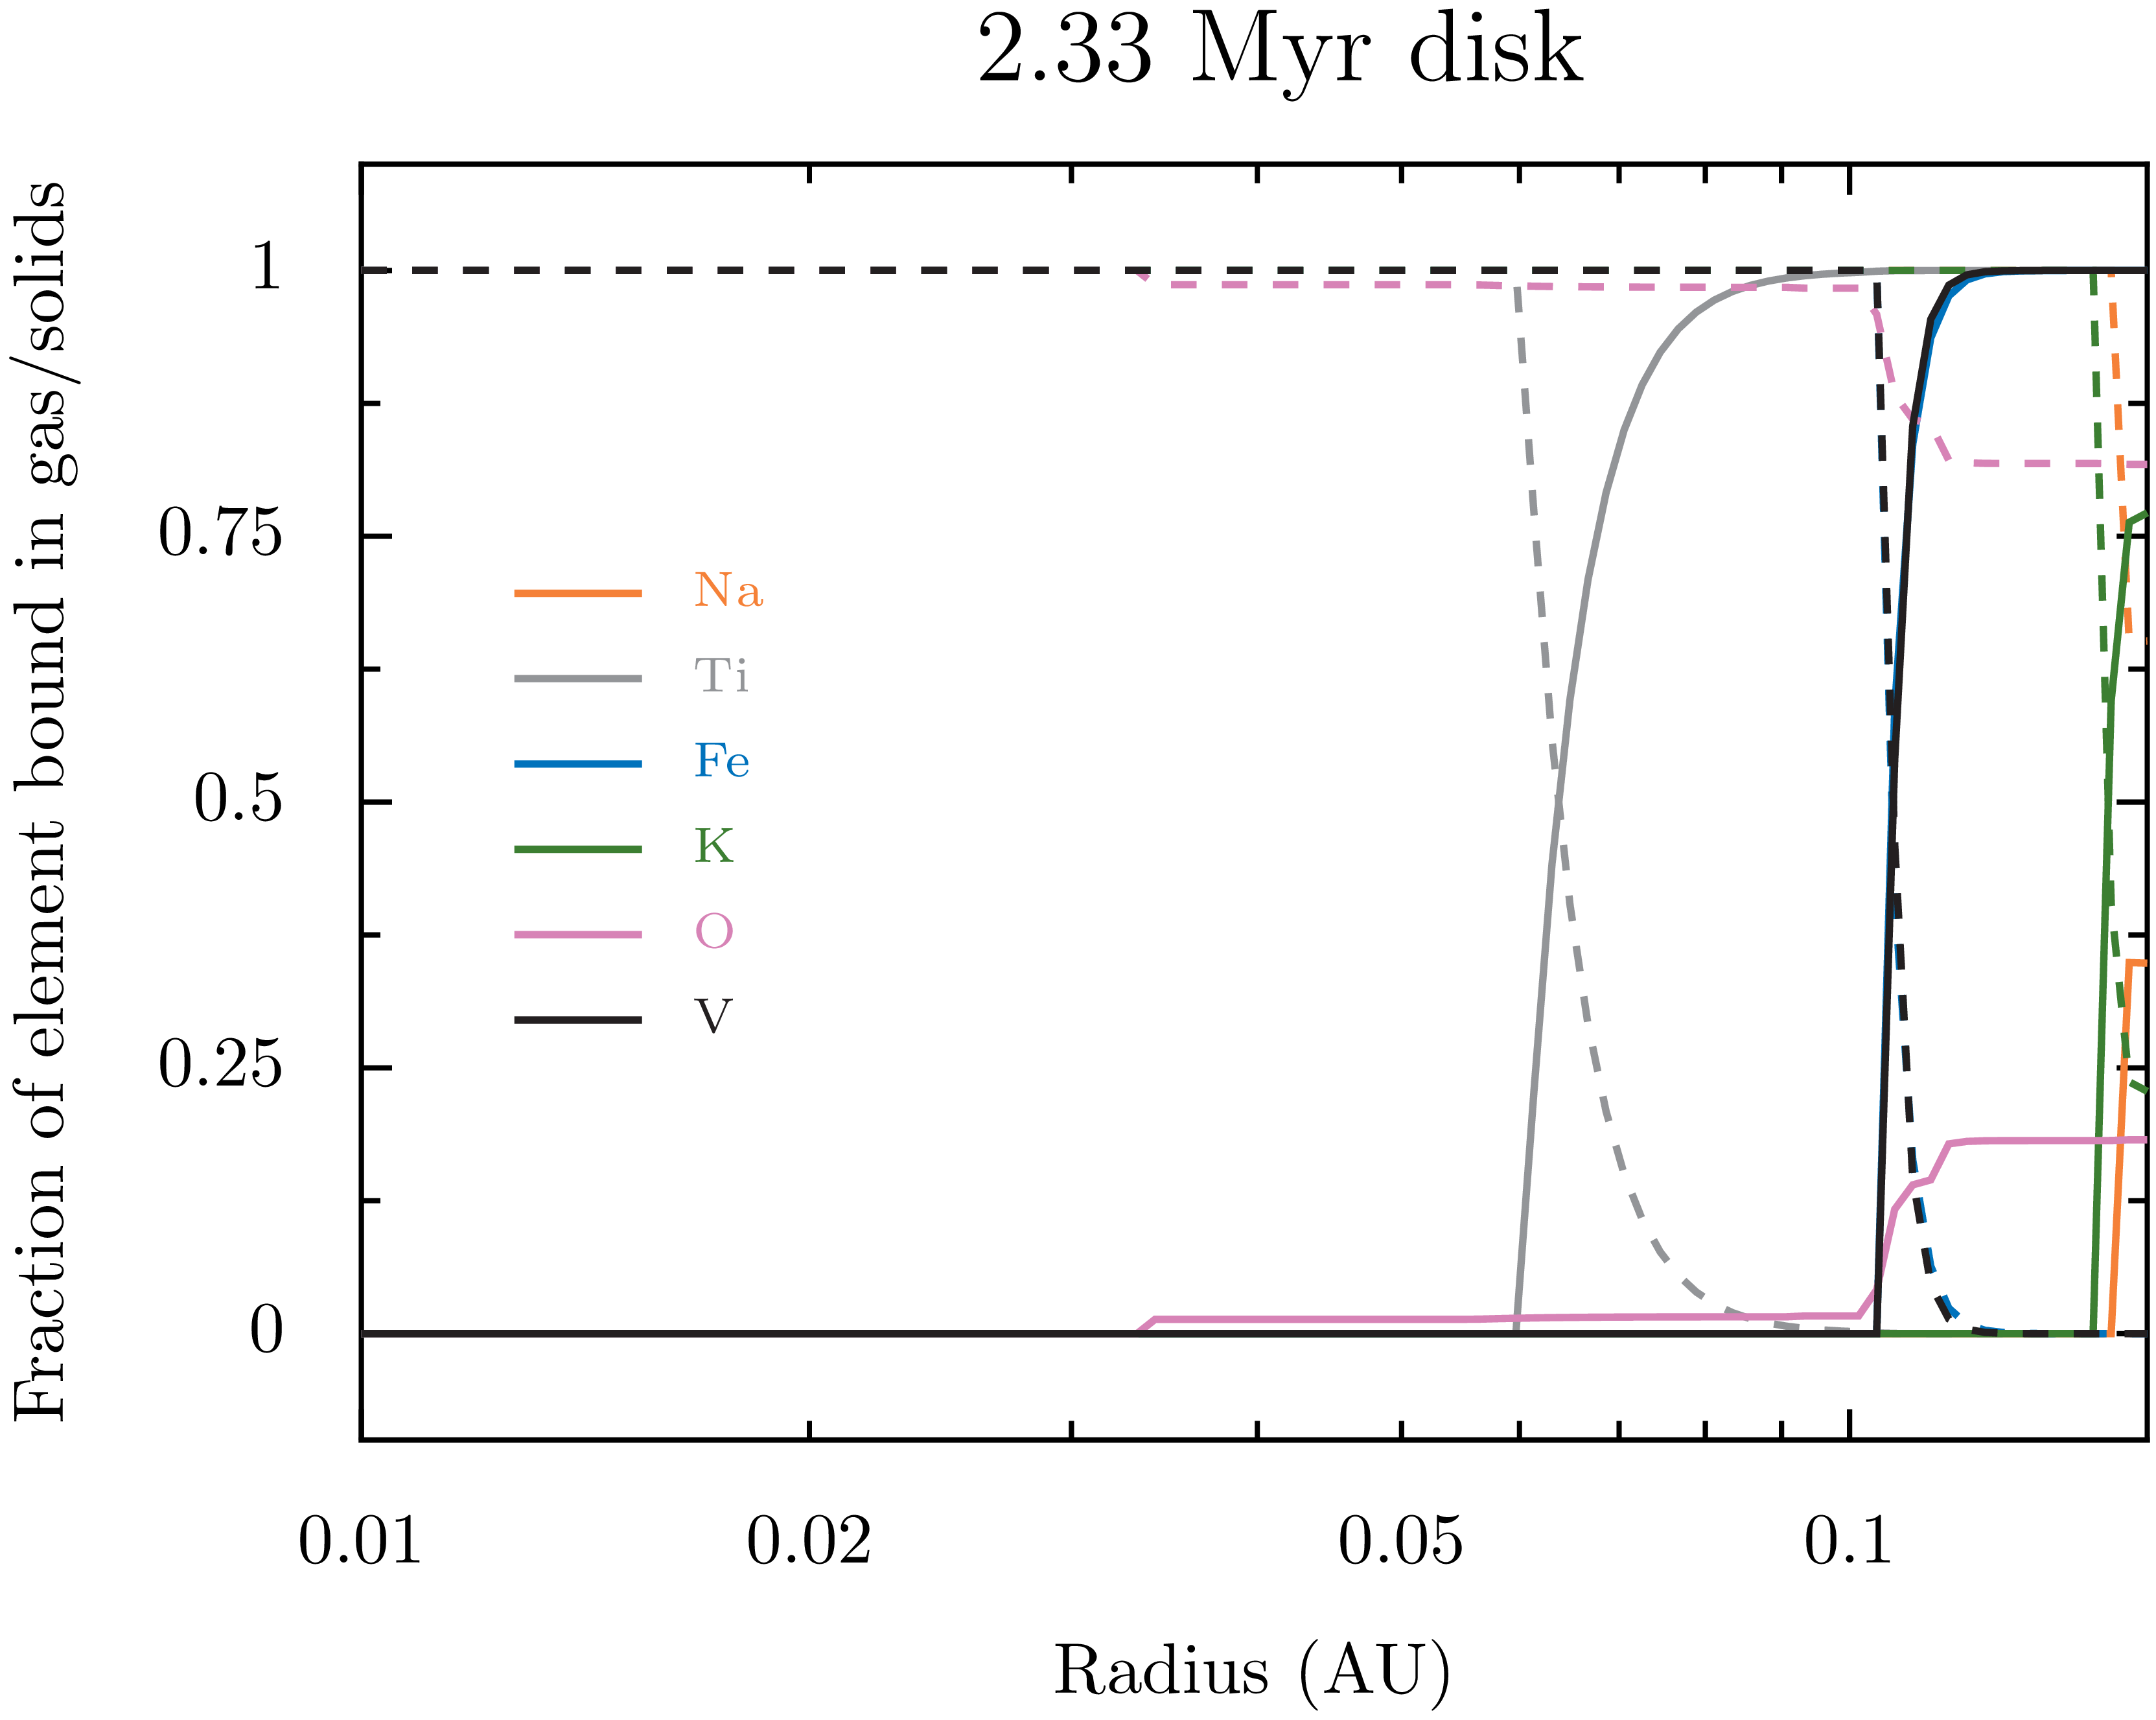 2.33 Myr disk
Fraction of element bound in gas/solids
1
0.75
0.5
0.25
0
Na
Ti
Fe
K
O
V
0.01 0.02 0.05 0.1
Radius (AU)